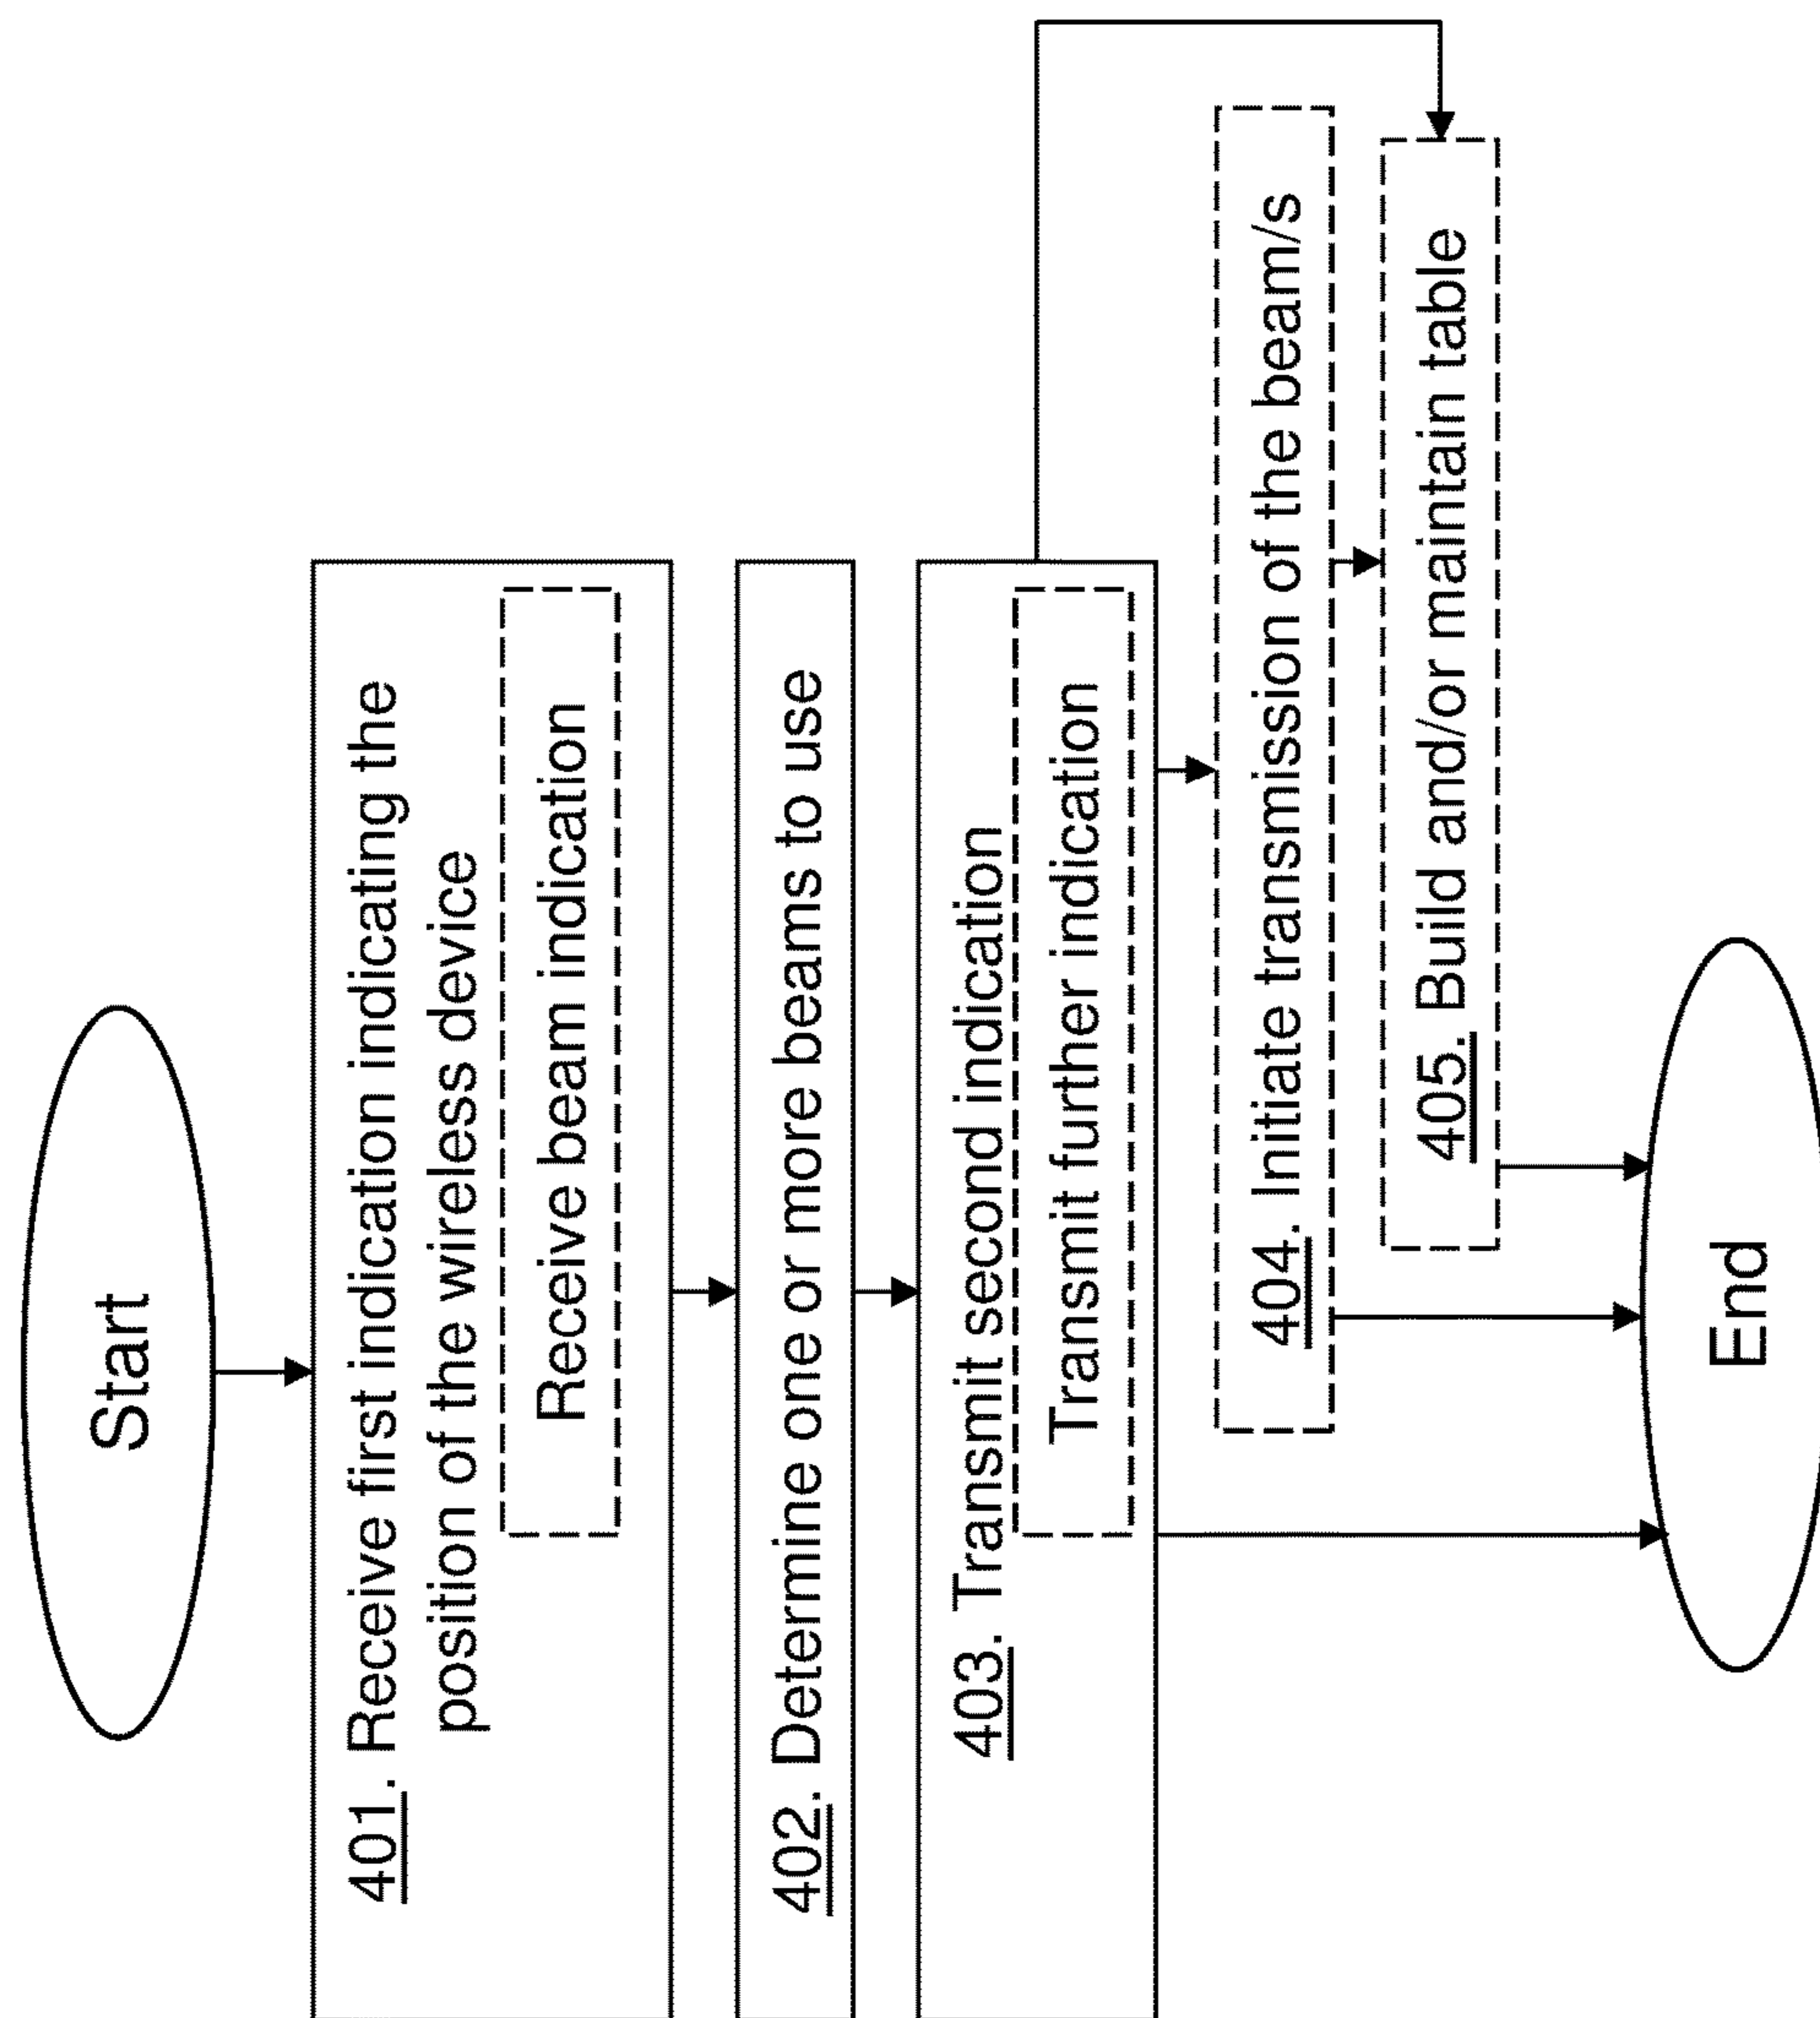 Start
401. Receive first indication indicating the
position of the wireless device
Receive beam indication
402. Determine one or more beams to use
403. Transmit second indication
Transmit further indication
404. Initiate transmission of the beam/s
405. Build and/or maintain table
End